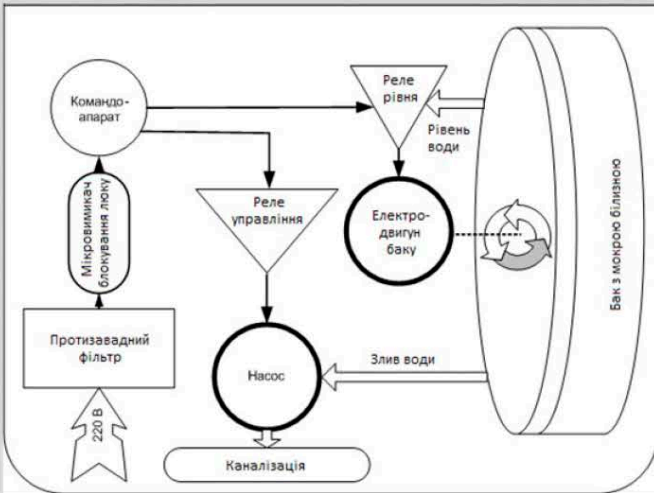 Командо-
апарат
Реле
рівня
Рівень
води
Мікровимикач
блокування люку
Реле
управління
Електро-
двигун
баку
Бак з мокрою білизною
Протизавадний
фільтр
Насос
Злив води
220 В
Каналізація